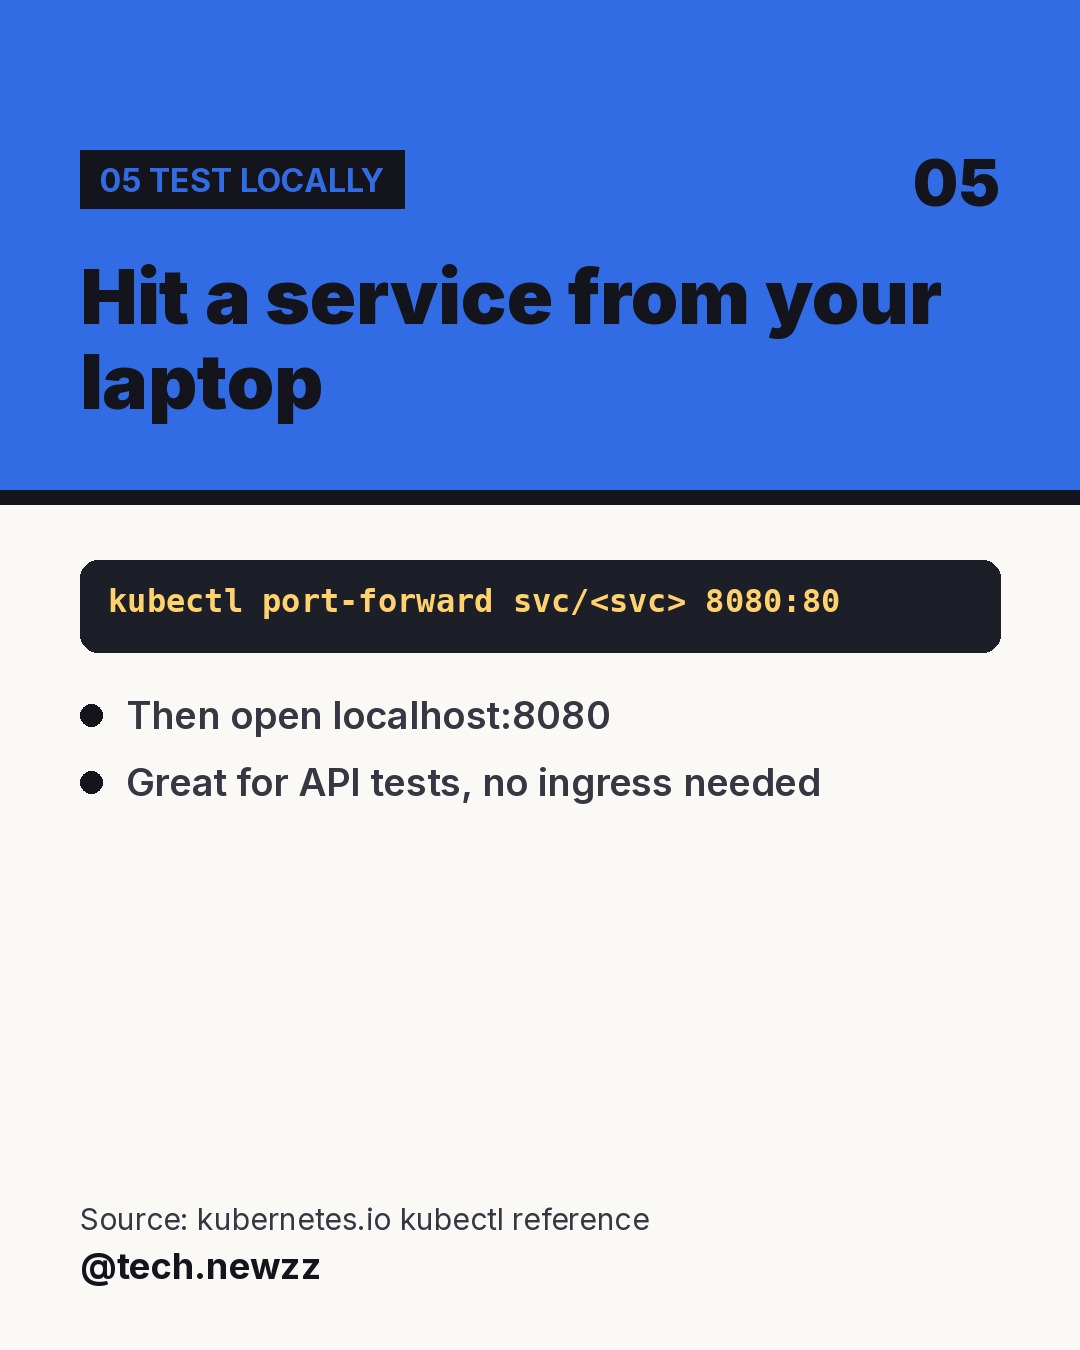 05 TEST LOCALLY
05
Hit a service from your
laptop
kubectl port-forward svc/<svc> 8080:80
Then open localhost:8080
Great for API tests, no ingress needed
Source: kubernetes.io kubectl reference
@tech.newzz